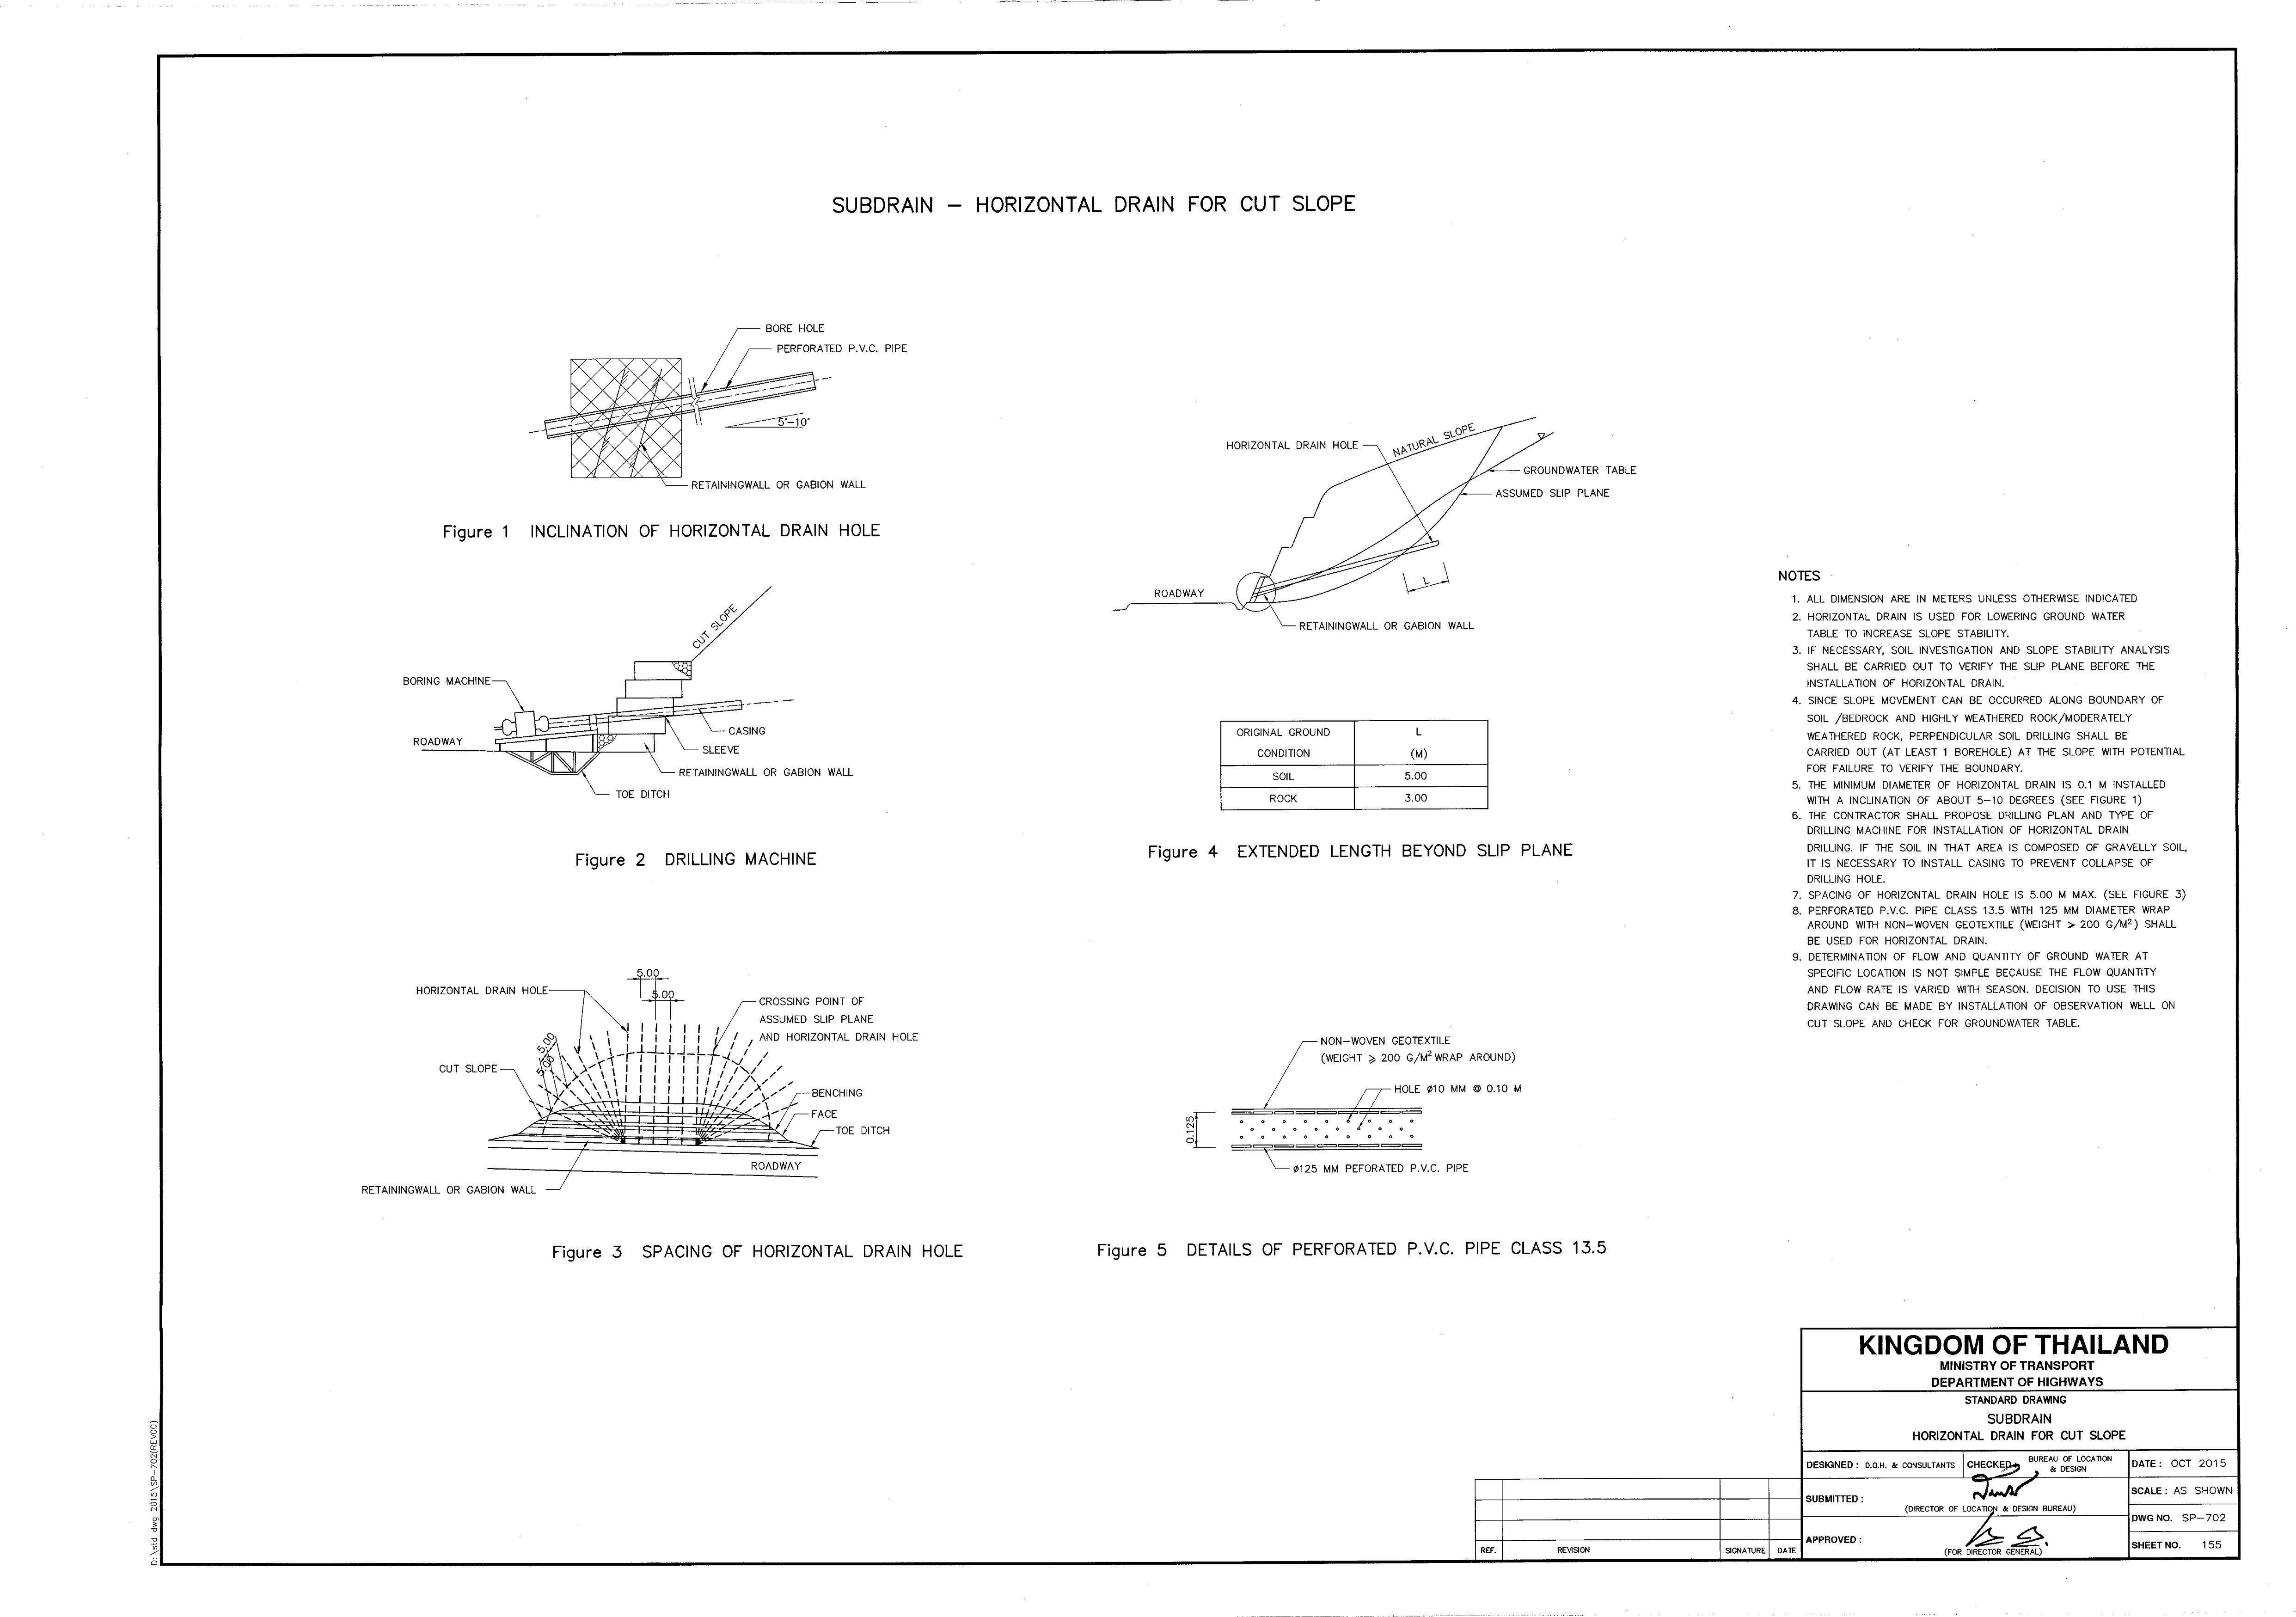 SUBDRAIN – HORIZONTAL DRAIN FOR CUT SLOPE
BORE HOLE
PERFORATED P.V.C. PIPE
5°–10°
RETAININGWALL OR GABION WALL
Figure 1 INCLINATION OF HORIZONTAL DRAIN HOLE
CUT SLOPE
BORING MACHINE
ROADWAY
CASING
SLEEVE
RETAININGWALL OR GABION WALL
TOE DITCH
Figure 2 DRILLING MACHINE
5.00
5.00
HORIZONTAL DRAIN HOLE
CROSSING POINT OF
ASSUMED SLIP PLANE
AND HORIZONTAL DRAIN HOLE
5.00
5.00
CUT SLOPE
BENCHING
FACE
TOE DITCH
ROADWAY
RETAININGWALL OR GABION WALL
Figure 3 SPACING OF HORIZONTAL DRAIN HOLE
HORIZONTAL DRAIN HOLE
NATURAL SLOPE
GROUNDWATER TABLE
ASSUMED SLIP PLANE
L
ROADWAY
RETAININGWALL OR GABION WALL
ORIGINAL GROUND L
CONDITION (M)
SOIL 5.00
ROCK 3.00
Figure 4 EXTENDED LENGTH BEYOND SLIP PLANE
NON–WOVEN GEOTEXTILE
(WEIGHT ⩾ 200 G/M² WRAP AROUND)
HOLE ø10 MM @ 0.10 M
0.125
ø125 MM PEFORATED P.V.C. PIPE
Figure 5 DETAILS OF PERFORATED P.V.C. PIPE CLASS 13.5
NOTES
1. ALL DIMENSION ARE IN METERS UNLESS OTHERWISE INDICATED
2. HORIZONTAL DRAIN IS USED FOR LOWERING GROUND WATER
TABLE TO INCREASE SLOPE STABILITY.
3. IF NECESSARY, SOIL INVESTIGATION AND SLOPE STABILITY ANALYSIS
SHALL BE CARRIED OUT TO VERIFY THE SLIP PLANE BEFORE THE
INSTALLATION OF HORIZONTAL DRAIN.
4. SINCE SLOPE MOVEMENT CAN BE OCCURRED ALONG BOUNDARY OF
SOIL /BEDROCK AND HIGHLY WEATHERED ROCK/MODERATELY
WEATHERED ROCK, PERPENDICULAR SOIL DRILLING SHALL BE
CARRIED OUT (AT LEAST 1 BOREHOLE) AT THE SLOPE WITH POTENTIAL
FOR FAILURE TO VERIFY THE BOUNDARY.
5. THE MINIMUM DIAMETER OF HORIZONTAL DRAIN IS 0.1 M INSTALLED
WITH A INCLINATION OF ABOUT 5–10 DEGREES (SEE FIGURE 1)
6. THE CONTRACTOR SHALL PROPOSE DRILLING PLAN AND TYPE OF
DRILLING MACHINE FOR INSTALLATION OF HORIZONTAL DRAIN
DRILLING. IF THE SOIL IN THAT AREA IS COMPOSED OF GRAVELLY SOIL,
IT IS NECESSARY TO INSTALL CASING TO PREVENT COLLAPSE OF
DRILLING HOLE.
7. SPACING OF HORIZONTAL DRAIN HOLE IS 5.00 M MAX. (SEE FIGURE 3)
8. PERFORATED P.V.C. PIPE CLASS 13.5 WITH 125 MM DIAMETER WRAP
AROUND WITH NON–WOVEN GEOTEXTILE (WEIGHT ⩾ 200 G/M²) SHALL
BE USED FOR HORIZONTAL DRAIN.
9. DETERMINATION OF FLOW AND QUANTITY OF GROUND WATER AT
SPECIFIC LOCATION IS NOT SIMPLE BECAUSE THE FLOW QUANTITY
AND FLOW RATE IS VARIED WITH SEASON. DECISION TO USE THIS
DRAWING CAN BE MADE BY INSTALLATION OF OBSERVATION WELL ON
CUT SLOPE AND CHECK FOR GROUNDWATER TABLE.
KINGDOM OF THAILAND
MINISTRY OF TRANSPORT
DEPARTMENT OF HIGHWAYS
STANDARD DRAWING
SUBDRAIN
HORIZONTAL DRAIN FOR CUT SLOPE
DESIGNED : D.O.H. & CONSULTANTS
CHECKED BUREAU OF LOCATION
& DESIGN
DATE : OCT 2015
SUBMITTED :
(DIRECTOR OF LOCATION & DESIGN BUREAU)
SCALE : AS SHOWN
DWG NO. SP–702
APPROVED :
(FOR DIRECTOR GENERAL)
SHEET NO. 155
REF. REVISION SIGNATURE DATE
D:\std dwg 2015\SP–702(REV00)